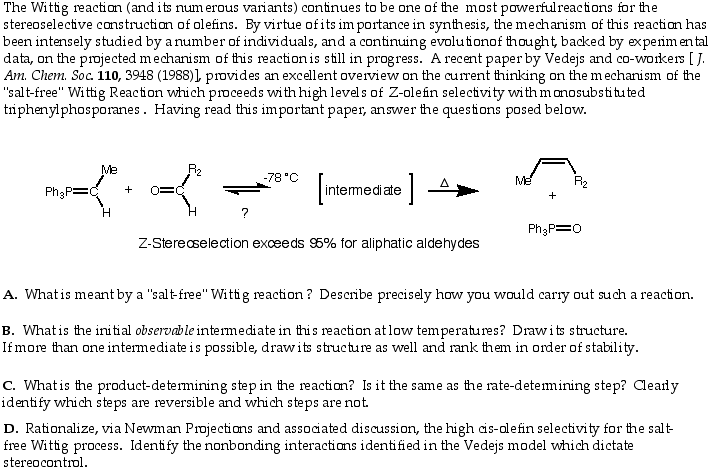 The Wittig reaction (and its numerous variants) continues to be one of the most powerful reactions for the
stereoselective construction of olefins. By virtue of its importance in synthesis, the mechanism of this reaction has
been intensely studied by a number of individuals, and a continuing evolution of thought, backed by experimental
data, on the projected mechanism of this reaction is still in progress. A recent paper by Vedejs and co-workers [ J.
Am. Chem. Soc. 110, 3948 (1988)], provides an excellent overview on the current thinking on the mechanism of the
"salt-free" Wittig Reaction which proceeds with high levels of Z-olefin selectivity with monosubstituted
triphenylphosporanes . Having read this important paper, answer the questions posed below.
Me
R2
Ph3P=C
+
O=C
H
H
-78 °C
?
[intermediate]
Δ
Me
R2
+
Ph3P=O
Z-Stereoselection exceeds 95% for aliphatic aldehydes
A. What is meant by a "salt-free" Wittig reaction ? Describe precisely how you would carry out such a reaction.
B. What is the initial observable intermediate in this reaction at low temperatures? Draw its structure.
If more than one intermediate is possible, draw its structure as well and rank them in order of stability.
C. What is the product-determining step in the reaction? Is it the same as the rate-determining step? Clearly
identify which steps are reversible and which steps are not.
D. Rationalize, via Newman Projections and associated discussion, the high cis-olefin selectivity for the salt-
free Wittig process. Identify the nonbonding interactions identified in the Vedejs model which dictate
stereocontrol.